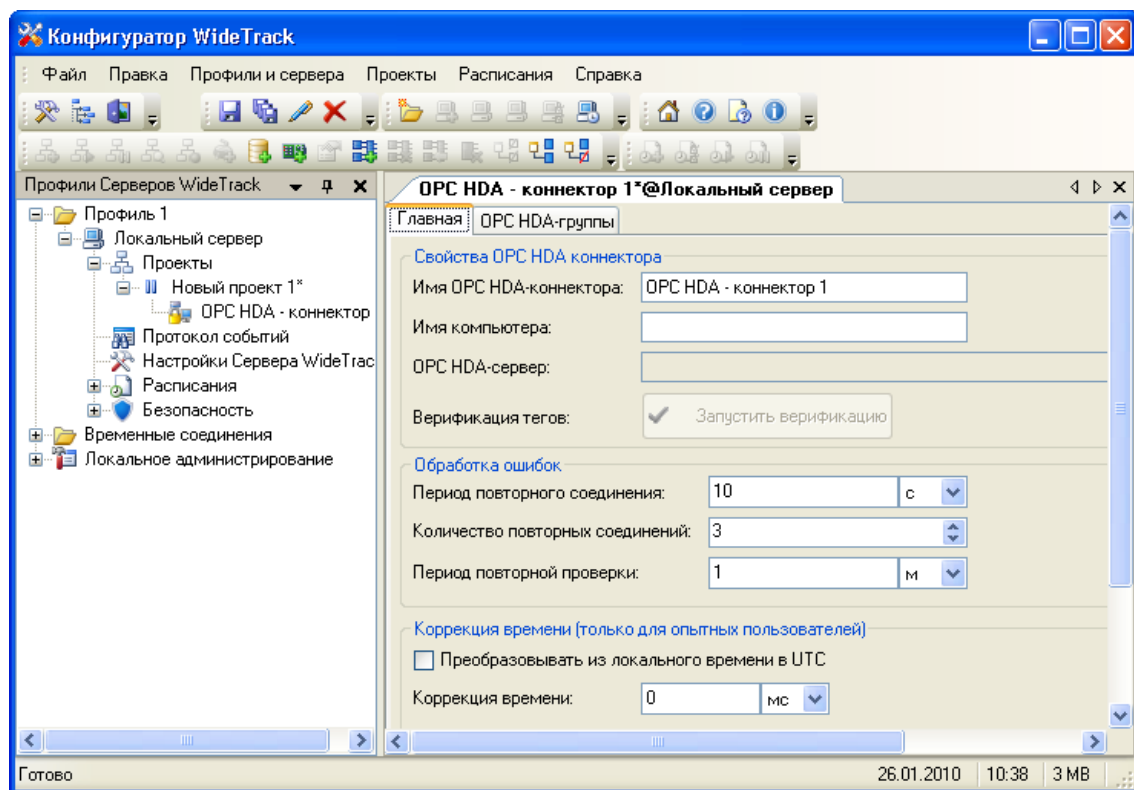 Конфигуратор WideTrack
Файл Правка Профили и сервера Проекты Расписания Справка
Профили Серверов WideTrack
Профиль 1
Локальный сервер
Проекты
Новый проект 1*
OPC HDA - коннектор
Протокол событий
Настройки Сервера WideTrac
Расписания
Безопасность
Временные соединения
Локальное администрирование
OPC HDA - коннектор 1*@Локальный сервер
Главная OPC HDA-группы
Свойства OPC HDA коннектора
Имя OPC HDA-коннектора: OPC HDA - коннектор 1
Имя компьютера:
OPC HDA-сервер:
Верификация тегов: Запустить верификацию
Обработка ошибок
Период повторного соединения: 10 с
Количество повторных соединений: 3
Период повторной проверки: 1 м
Коррекция времени (только для опытных пользователей)
Преобразовывать из локального времени в UTC
Коррекция времени: 0 мс
Готово 26.01.2010 10:38 3 MB